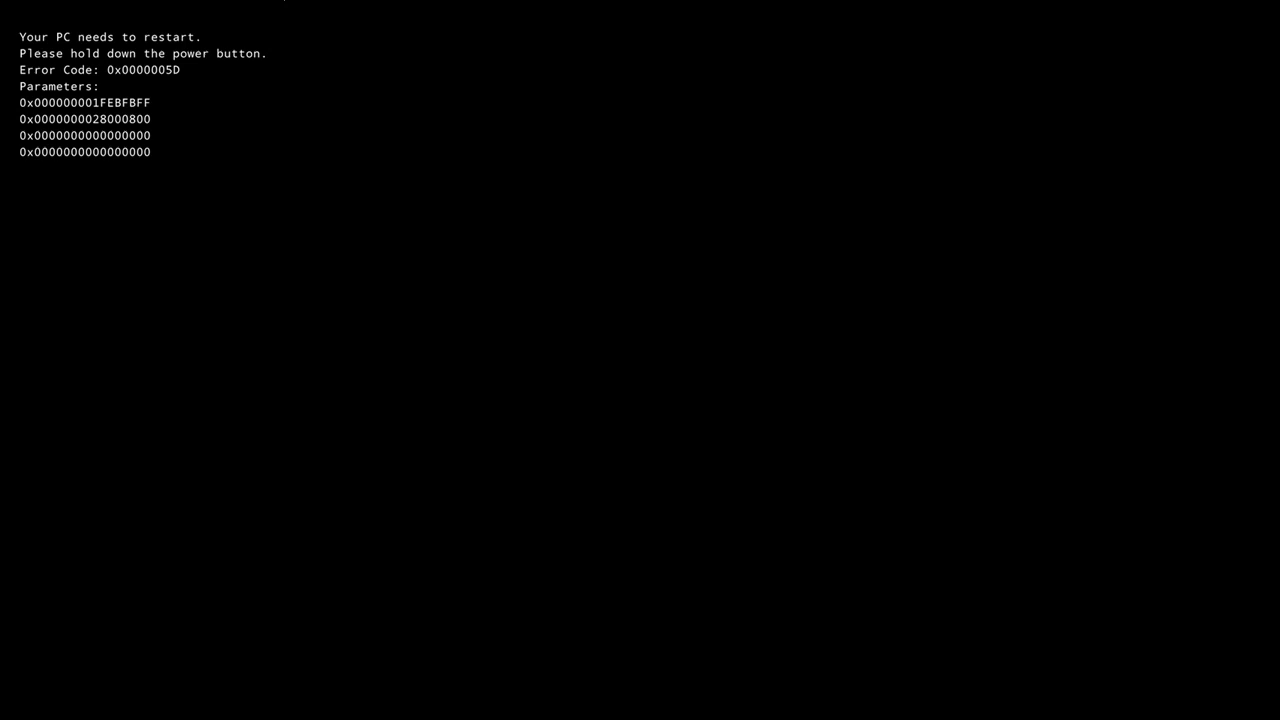 Your PC needs to restart.
Please hold down the power button.
Error Code: 0x0000005D
Parameters:
0x000000001FEBFBFF
0x0000000028000800
0x0000000000000000
0x0000000000000000